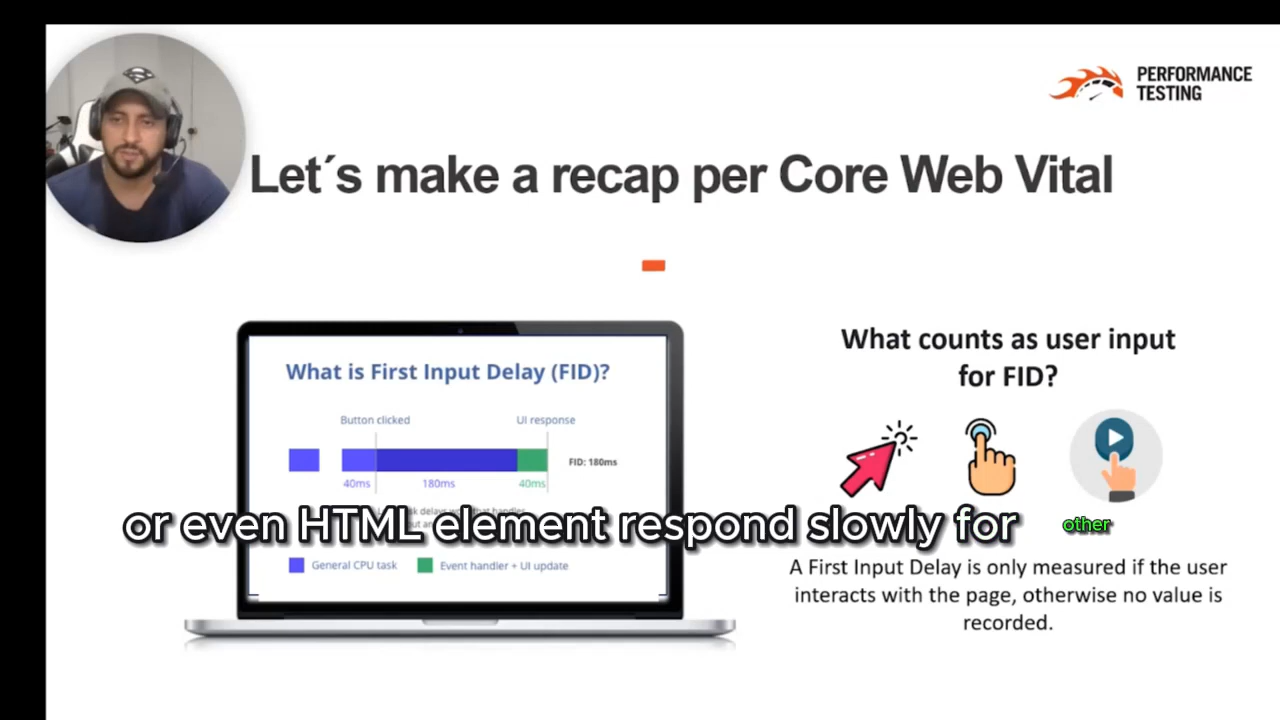 PERFORMANCE
TESTING
Let´s make a recap per Core Web Vital
What is First Input Delay (FID)?
Button clicked
UI response
FID: 180ms
40ms
180ms
40ms
or even HTML element respond slowly for other
General CPU task
Event handler + UI update
What counts as user input
for FID?
A First Input Delay is only measured if the user
interacts with the page, otherwise no value is
recorded.